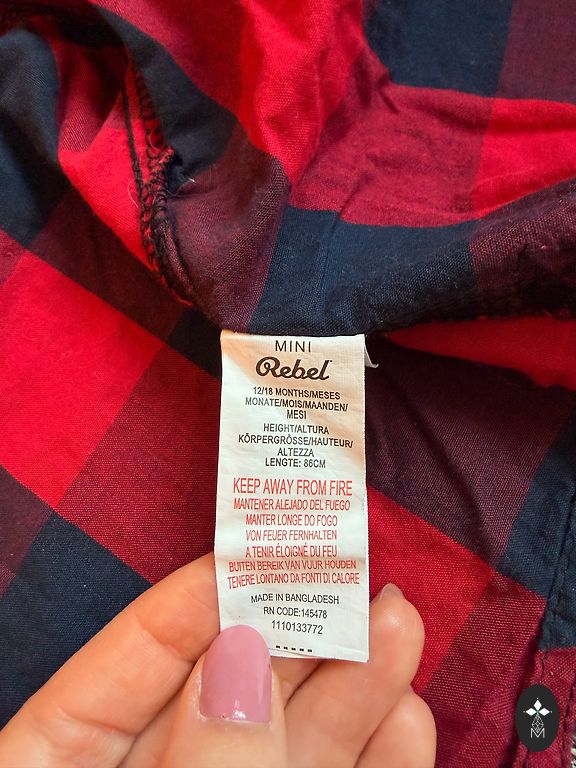 MINI
Rebel
12/18 MONTHS/MESES
MONATE/MOIS/MAANDEN/
MESI
HEIGHT/ALTURA
KÖRPERGRÖSSE/HAUTEUR/
ALTEZZA
LENGTE: 86CM
KEEP AWAY FROM FIRE
MANTENER ALEJADO DEL FUEGO
MANTER LONGE DO FOGO
VON FEUER FERNHALTEN
A TENIR ÉLOIGNÉ DU FEU
BUITEN BEREIK VAN VUUR HOUDEN
TENERE LONTANO DA FONTI DI CALORE
MADE IN BANGLADESH
RN CODE:145478
1110133772